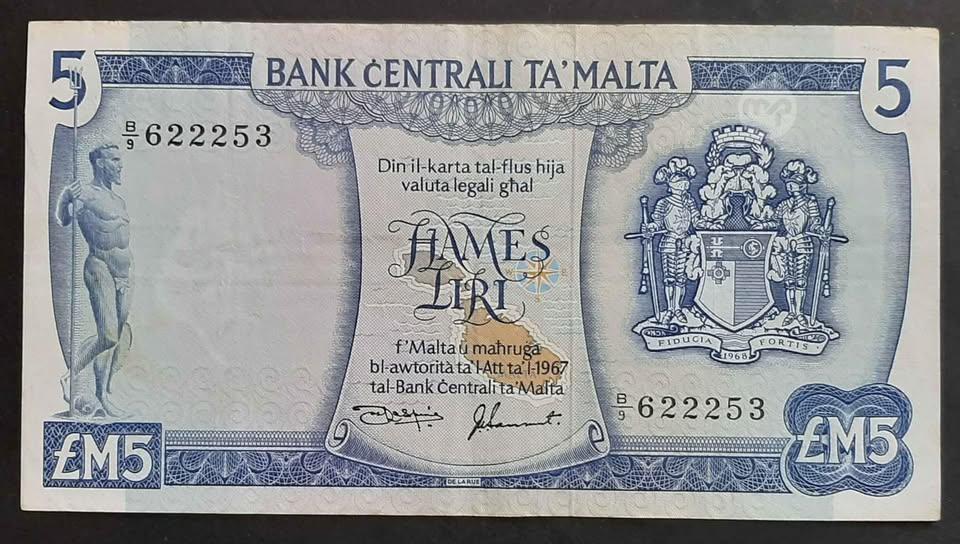 5 BANK ĊENTRALI TA' MALTA 5
B/9 622253
Din il-karta tal-flus hija
valuta legali għal
ĦAMES
LIRI
f'Malta u maħruġa
bl-awtorità ta' l-Att ta' l-1967
tal-Bank Ċentrali ta' Malta
FIDUCIA 1968 FORTIS
B/9 622253
£M5 £M5
DE LA RUE